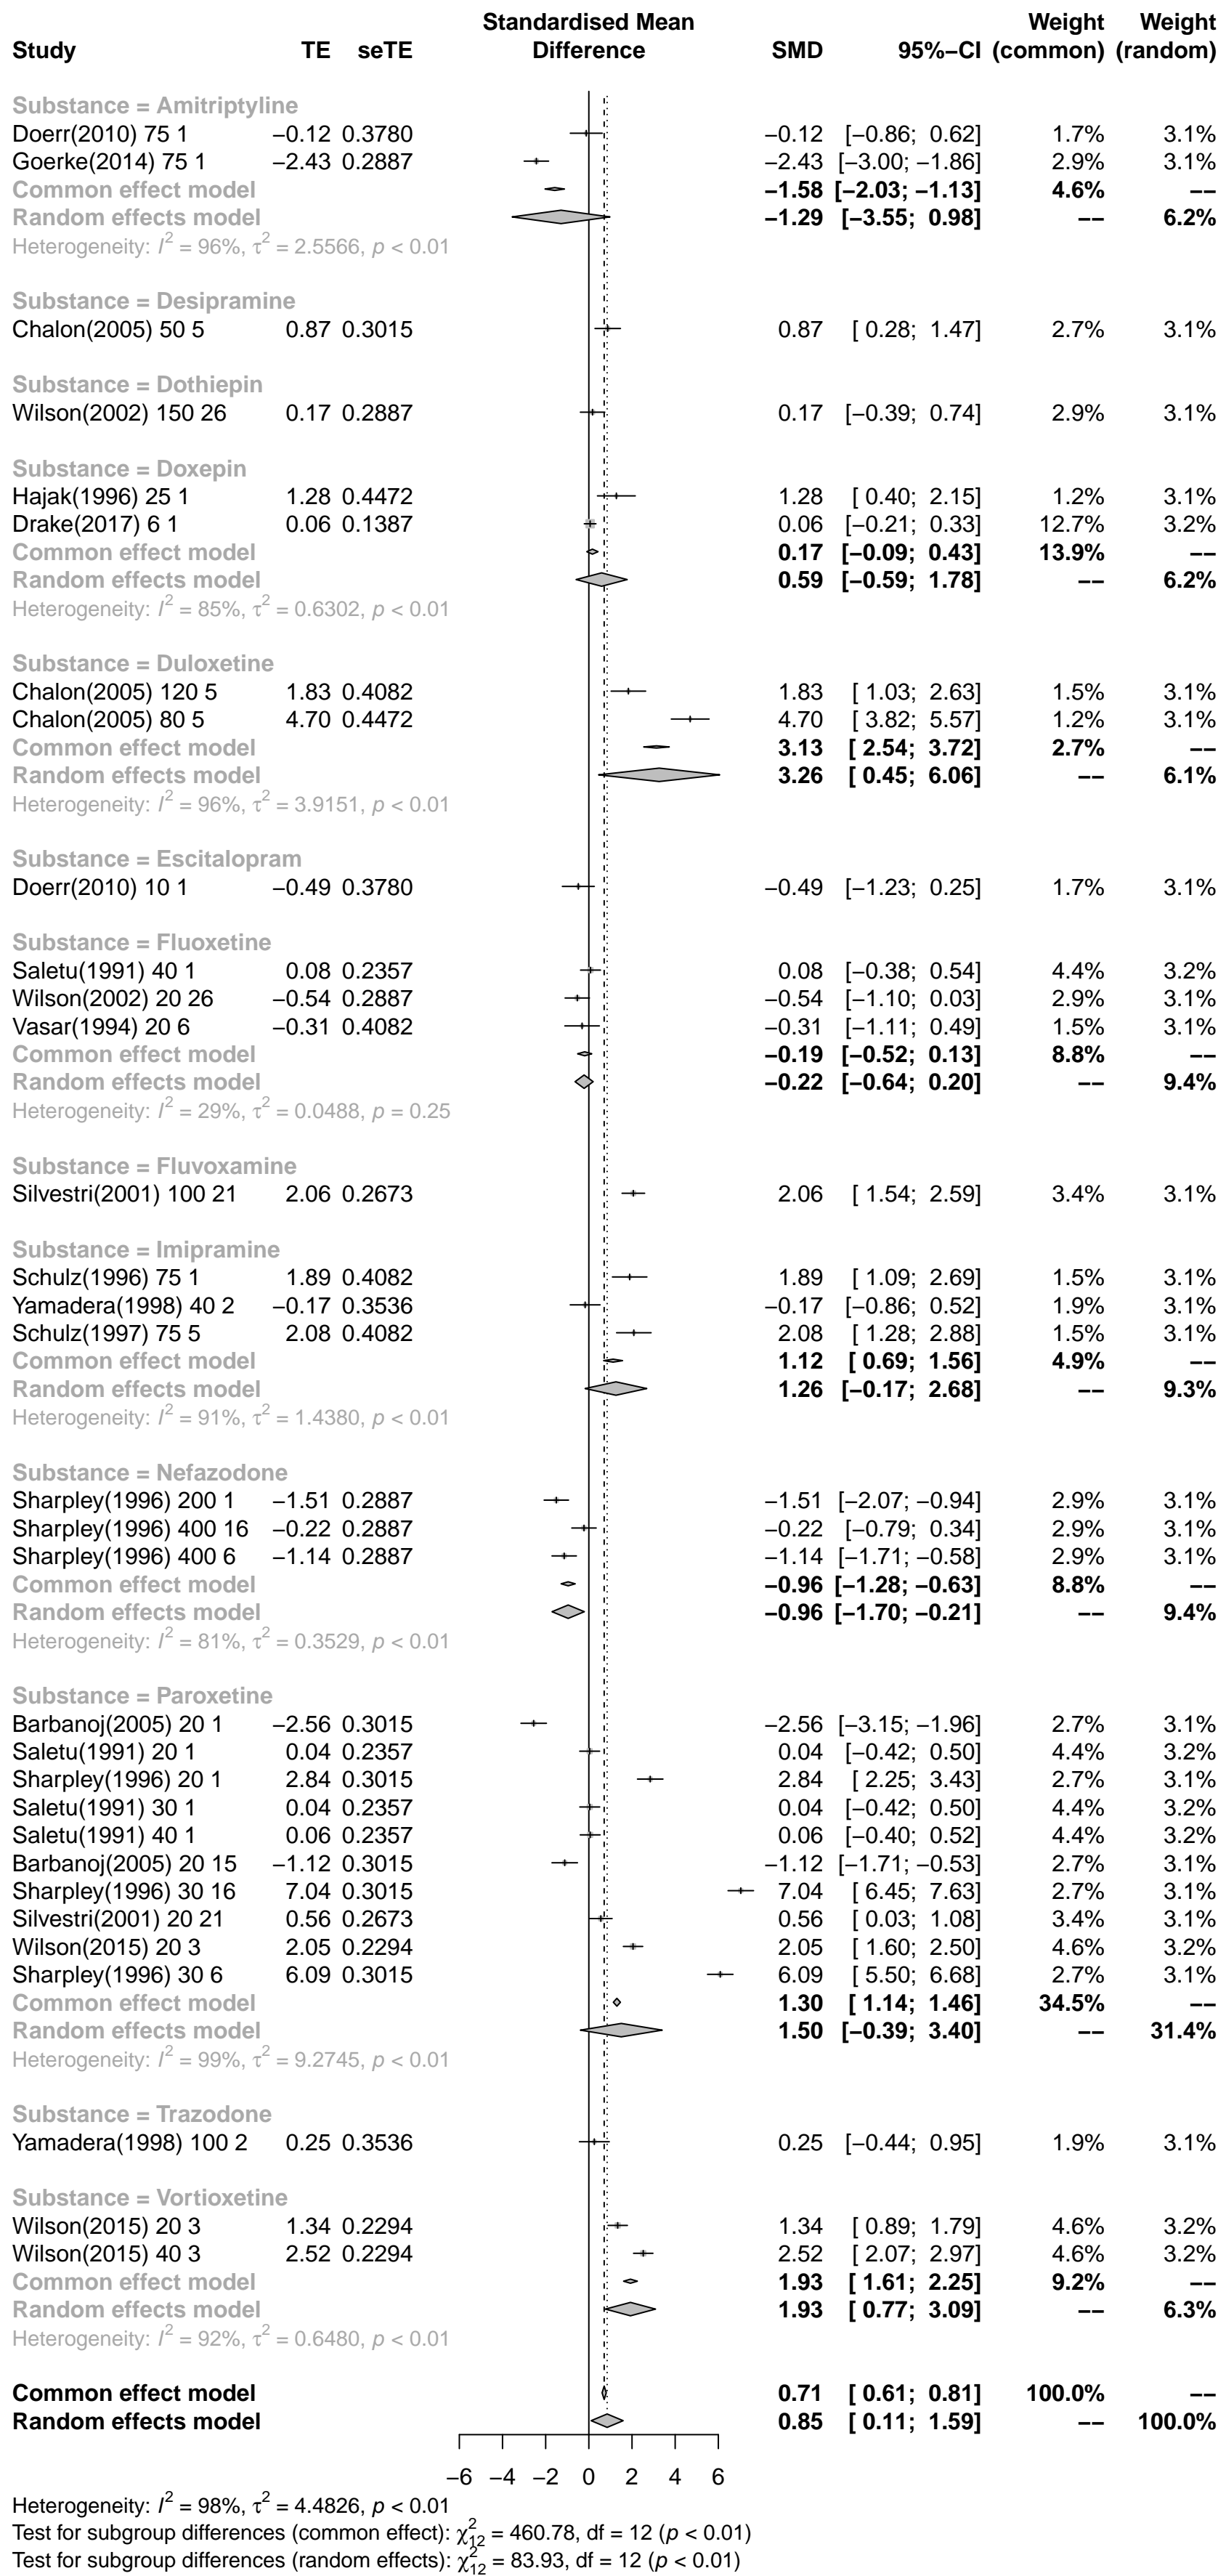 Standardised Mean Weight Weight
Study TE seTE Difference SMD 95%−CI (common) (random)
Substance = Amitriptyline
Doerr(2010) 75 1 −0.12 0.3780 −0.12 [−0.86; 0.62] 1.7% 3.1%
Goerke(2014) 75 1 −2.43 0.2887 −2.43 [−3.00; −1.86] 2.9% 3.1%
Common effect model −1.58 [−2.03; −1.13] 4.6% −−
Random effects model −1.29 [−3.55; 0.98] −− 6.2%
Heterogeneity: I² = 96%, τ² = 2.5566, p < 0.01
Substance = Desipramine
Chalon(2005) 50 5 0.87 0.3015 0.87 [ 0.28; 1.47] 2.7% 3.1%
Substance = Dothiepin
Wilson(2002) 150 26 0.17 0.2887 0.17 [−0.39; 0.74] 2.9% 3.1%
Substance = Doxepin
Hajak(1996) 25 1 1.28 0.4472 1.28 [ 0.40; 2.15] 1.2% 3.1%
Drake(2017) 6 1 0.06 0.1387 0.06 [−0.21; 0.33] 12.7% 3.2%
Common effect model 0.17 [−0.09; 0.43] 13.9% −−
Random effects model 0.59 [−0.59; 1.78] −− 6.2%
Heterogeneity: I² = 85%, τ² = 0.6302, p < 0.01
Substance = Duloxetine
Chalon(2005) 120 5 1.83 0.4082 1.83 [ 1.03; 2.63] 1.5% 3.1%
Chalon(2005) 80 5 4.70 0.4472 4.70 [ 3.82; 5.57] 1.2% 3.1%
Common effect model 3.13 [ 2.54; 3.72] 2.7% −−
Random effects model 3.26 [ 0.45; 6.06] −− 6.1%
Heterogeneity: I² = 96%, τ² = 3.9151, p < 0.01
Substance = Escitalopram
Doerr(2010) 10 1 −0.49 0.3780 −0.49 [−1.23; 0.25] 1.7% 3.1%
Substance = Fluoxetine
Saletu(1991) 40 1 0.08 0.2357 0.08 [−0.38; 0.54] 4.4% 3.2%
Wilson(2002) 20 26 −0.54 0.2887 −0.54 [−1.10; 0.03] 2.9% 3.1%
Vasar(1994) 20 6 −0.31 0.4082 −0.31 [−1.11; 0.49] 1.5% 3.1%
Common effect model −0.19 [−0.52; 0.13] 8.8% −−
Random effects model −0.22 [−0.64; 0.20] −− 9.4%
Heterogeneity: I² = 29%, τ² = 0.0488, p = 0.25
Substance = Fluvoxamine
Silvestri(2001) 100 21 2.06 0.2673 2.06 [ 1.54; 2.59] 3.4% 3.1%
Substance = Imipramine
Schulz(1996) 75 1 1.89 0.4082 1.89 [ 1.09; 2.69] 1.5% 3.1%
Yamadera(1998) 40 2 −0.17 0.3536 −0.17 [−0.86; 0.52] 1.9% 3.1%
Schulz(1997) 75 5 2.08 0.4082 2.08 [ 1.28; 2.88] 1.5% 3.1%
Common effect model 1.12 [ 0.69; 1.56] 4.9% −−
Random effects model 1.26 [−0.17; 2.68] −− 9.3%
Heterogeneity: I² = 91%, τ² = 1.4380, p < 0.01
Substance = Nefazodone
Sharpley(1996) 200 1 −1.51 0.2887 −1.51 [−2.07; −0.94] 2.9% 3.1%
Sharpley(1996) 400 16 −0.22 0.2887 −0.22 [−0.79; 0.34] 2.9% 3.1%
Sharpley(1996) 400 6 −1.14 0.2887 −1.14 [−1.71; −0.58] 2.9% 3.1%
Common effect model −0.96 [−1.28; −0.63] 8.8% −−
Random effects model −0.96 [−1.70; −0.21] −− 9.4%
Heterogeneity: I² = 81%, τ² = 0.3529, p < 0.01
Substance = Paroxetine
Barbanoj(2005) 20 1 −2.56 0.3015 −2.56 [−3.15; −1.96] 2.7% 3.1%
Saletu(1991) 20 1 0.04 0.2357 0.04 [−0.42; 0.50] 4.4% 3.2%
Sharpley(1996) 20 1 2.84 0.3015 2.84 [ 2.25; 3.43] 2.7% 3.1%
Saletu(1991) 30 1 0.04 0.2357 0.04 [−0.42; 0.50] 4.4% 3.2%
Saletu(1991) 40 1 0.06 0.2357 0.06 [−0.40; 0.52] 4.4% 3.2%
Barbanoj(2005) 20 15 −1.12 0.3015 −1.12 [−1.71; −0.53] 2.7% 3.1%
Sharpley(1996) 30 16 7.04 0.3015 7.04 [ 6.45; 7.63] 2.7% 3.1%
Silvestri(2001) 20 21 0.56 0.2673 0.56 [ 0.03; 1.08] 3.4% 3.1%
Wilson(2015) 20 3 2.05 0.2294 2.05 [ 1.60; 2.50] 4.6% 3.2%
Sharpley(1996) 30 6 6.09 0.3015 6.09 [ 5.50; 6.68] 2.7% 3.1%
Common effect model 1.30 [ 1.14; 1.46] 34.5% −−
Random effects model 1.50 [−0.39; 3.40] −− 31.4%
Heterogeneity: I² = 99%, τ² = 9.2745, p < 0.01
Substance = Trazodone
Yamadera(1998) 100 2 0.25 0.3536 0.25 [−0.44; 0.95] 1.9% 3.1%
Substance = Vortioxetine
Wilson(2015) 20 3 1.34 0.2294 1.34 [ 0.89; 1.79] 4.6% 3.2%
Wilson(2015) 40 3 2.52 0.2294 2.52 [ 2.07; 2.97] 4.6% 3.2%
Common effect model 1.93 [ 1.61; 2.25] 9.2% −−
Random effects model 1.93 [ 0.77; 3.09] −− 6.3%
Heterogeneity: I² = 92%, τ² = 0.6480, p < 0.01
Common effect model 0.71 [ 0.61; 0.81] 100.0% −−
Random effects model 0.85 [ 0.11; 1.59] −− 100.0%
−6 −4 −2 0 2 4 6
Heterogeneity: I² = 98%, τ² = 4.4826, p < 0.01
Test for subgroup differences (common effect): χ²₁₂ = 460.78, df = 12 (p < 0.01)
Test for subgroup differences (random effects): χ²₁₂ = 83.93, df = 12 (p < 0.01)